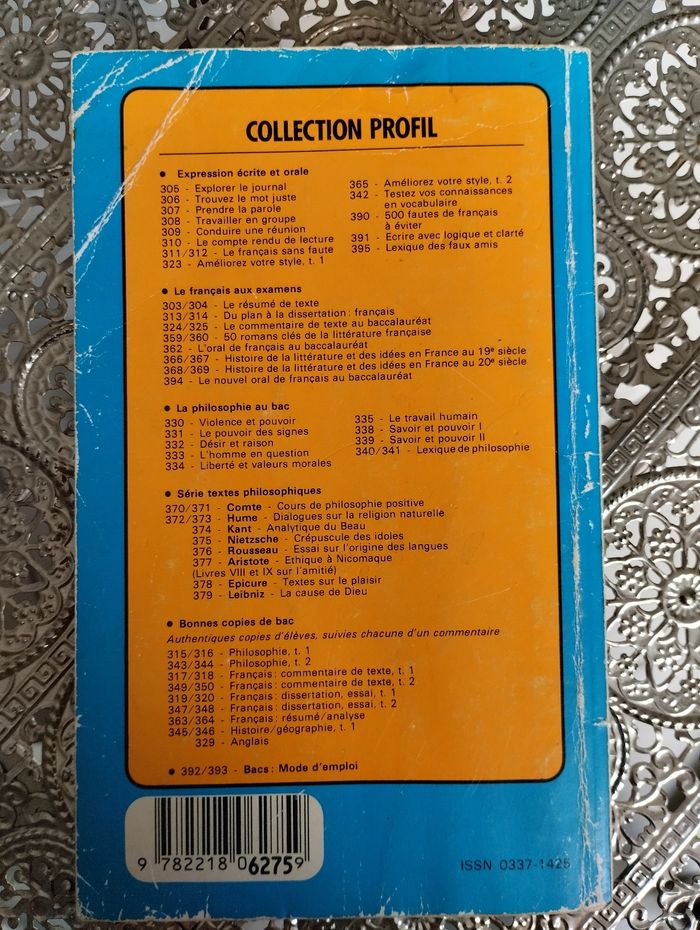 COLLECTION PROFIL
● Expression écrite et orale
305 - Explorer le journal
306 - Trouvez le mot juste
307 - Prendre la parole
308 - Travailler en groupe
309 - Conduire une réunion
310 - Le compte rendu de lecture
311/312 - Le français sans faute
323 - Améliorez votre style, t. 1
365 - Améliorez votre style, t. 2
342 - Testez vos connaissances
en vocabulaire
390 - 500 fautes de français
à éviter
391 - Ecrire avec logique et clarté
395 - Lexique des faux amis
● Le français aux examens
303/304 - Le résumé de texte
313/314 - Du plan à la dissertation : français
324/325 - Le commentaire de texte au baccalauréat
359/360 - 50 romans clés de la littérature française
362 - L'oral de français au baccalauréat
366/367 - Histoire de la littérature et des idées en France au 19e siècle
368/369 - Histoire de la littérature et des idées en France au 20e siècle
394 - Le nouvel oral de français au baccalauréat
● La philosophie au bac
330 - Violence et pouvoir
331 - Le pouvoir des signes
332 - Désir et raison
333 - L'homme en question
334 - Liberté et valeurs morales
335 - Le travail humain
338 - Savoir et pouvoir I
339 - Savoir et pouvoir II
340/341 - Lexique de philosophie
● Série textes philosophiques
370/371 - Comte - Cours de philosophie positive
372/373 - Hume - Dialogues sur la religion naturelle
374 - Kant - Analytique du Beau
375 - Nietzsche - Crépuscule des idoles
376 - Rousseau - Essai sur l'origine des langues
377 - Aristote - Ethique à Nicomaque
(Livres VIII et IX sur l'amitié)
378 - Epicure - Textes sur le plaisir
379 - Leibniz - La cause de Dieu
● Bonnes copies de bac
Authentiques copies d'élèves, suivies chacune d'un commentaire
315/316 - Philosophie, t. 1
343/344 - Philosophie, t. 2
317/318 - Français : commentaire de texte, t. 1
349/350 - Français : commentaire de texte, t. 2
319/320 - Français : dissertation, essai, t. 1
347/348 - Français : dissertation, essai, t. 2
363/364 - Français : résumé/analyse
345/346 - Histoire/géographie, t. 1
329 - Anglais
● 392/393 - Bacs : Mode d'emploi
9 782218 062759
ISSN 0337-1425